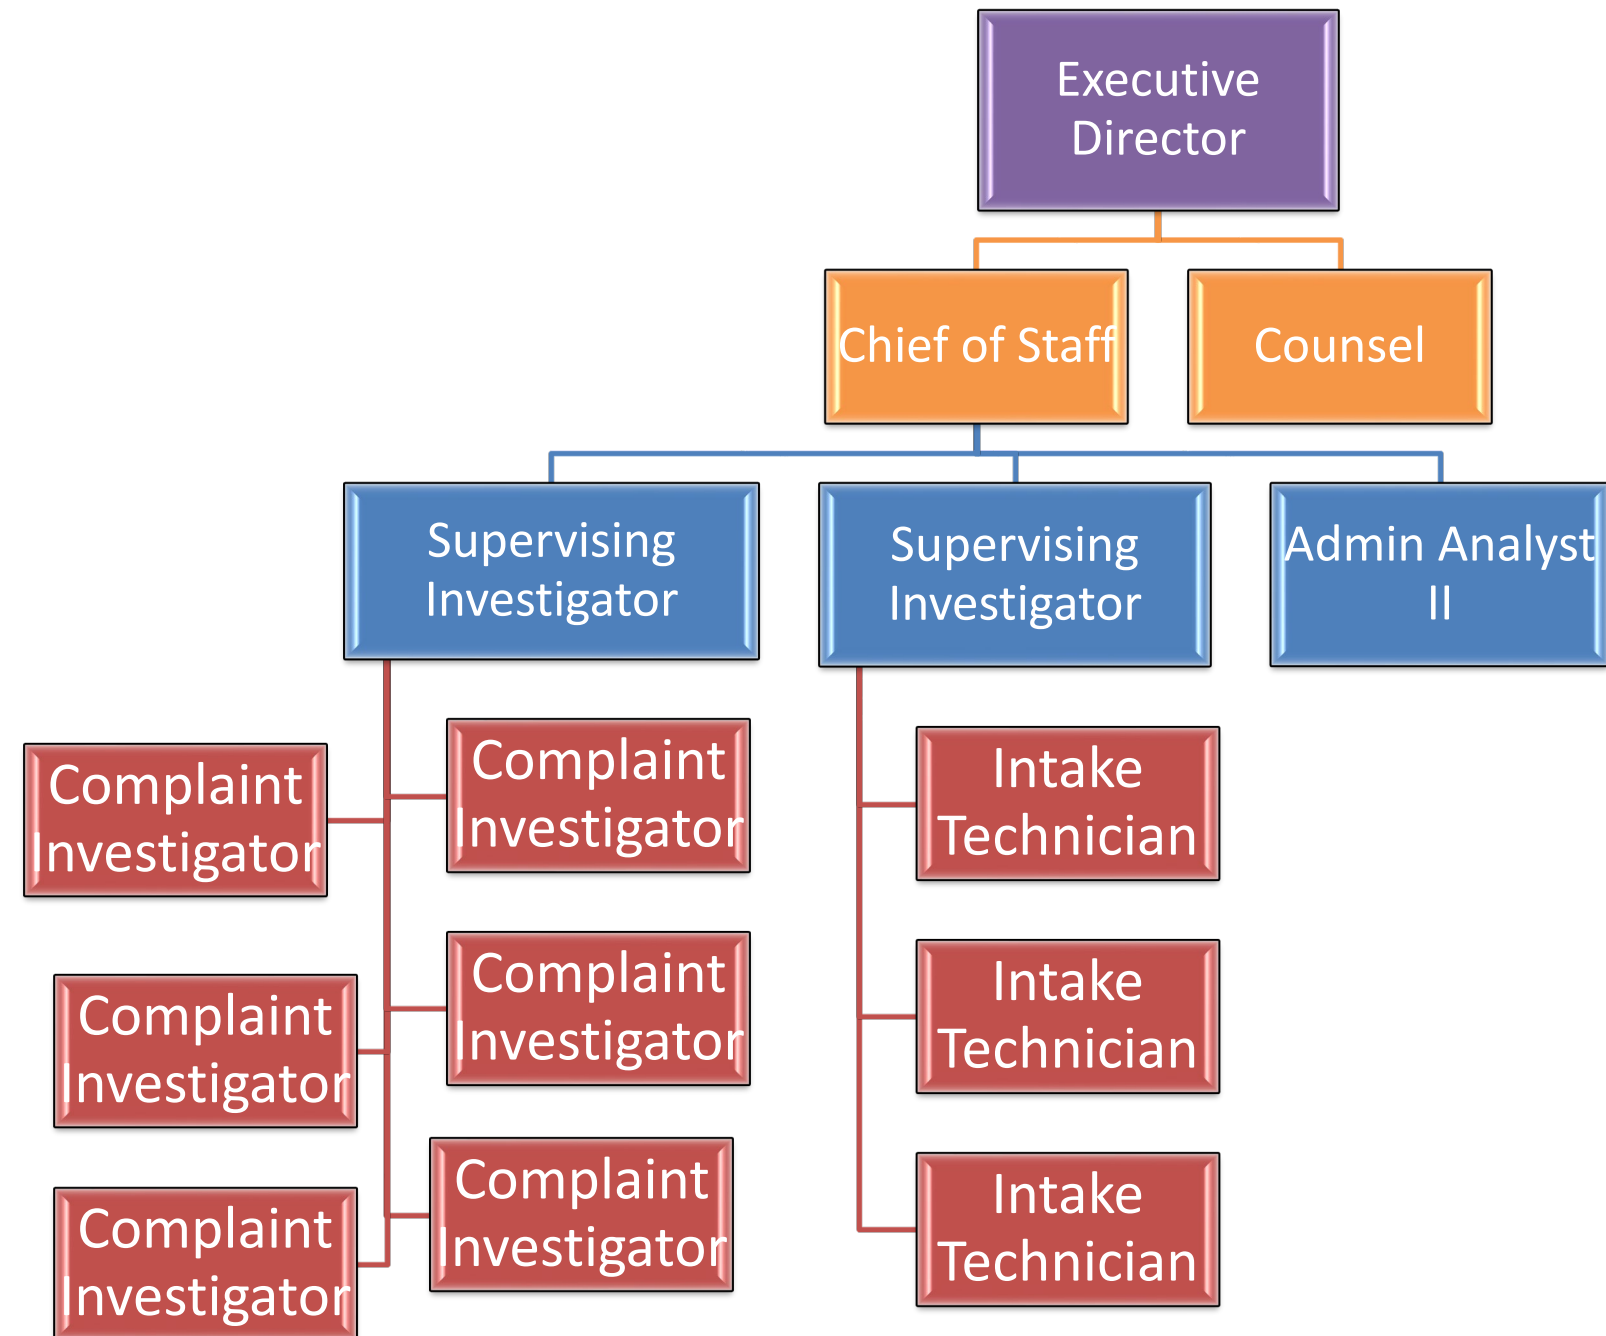 Executive
Director
Chief of Staff
Counsel
Supervising
Investigator
Supervising
Investigator
Admin Analyst
II
Complaint
Investigator
Complaint
Investigator
Intake
Technician
Complaint
Investigator
Complaint
Investigator
Intake
Technician
Complaint
Investigator
Complaint
Investigator
Intake
Technician